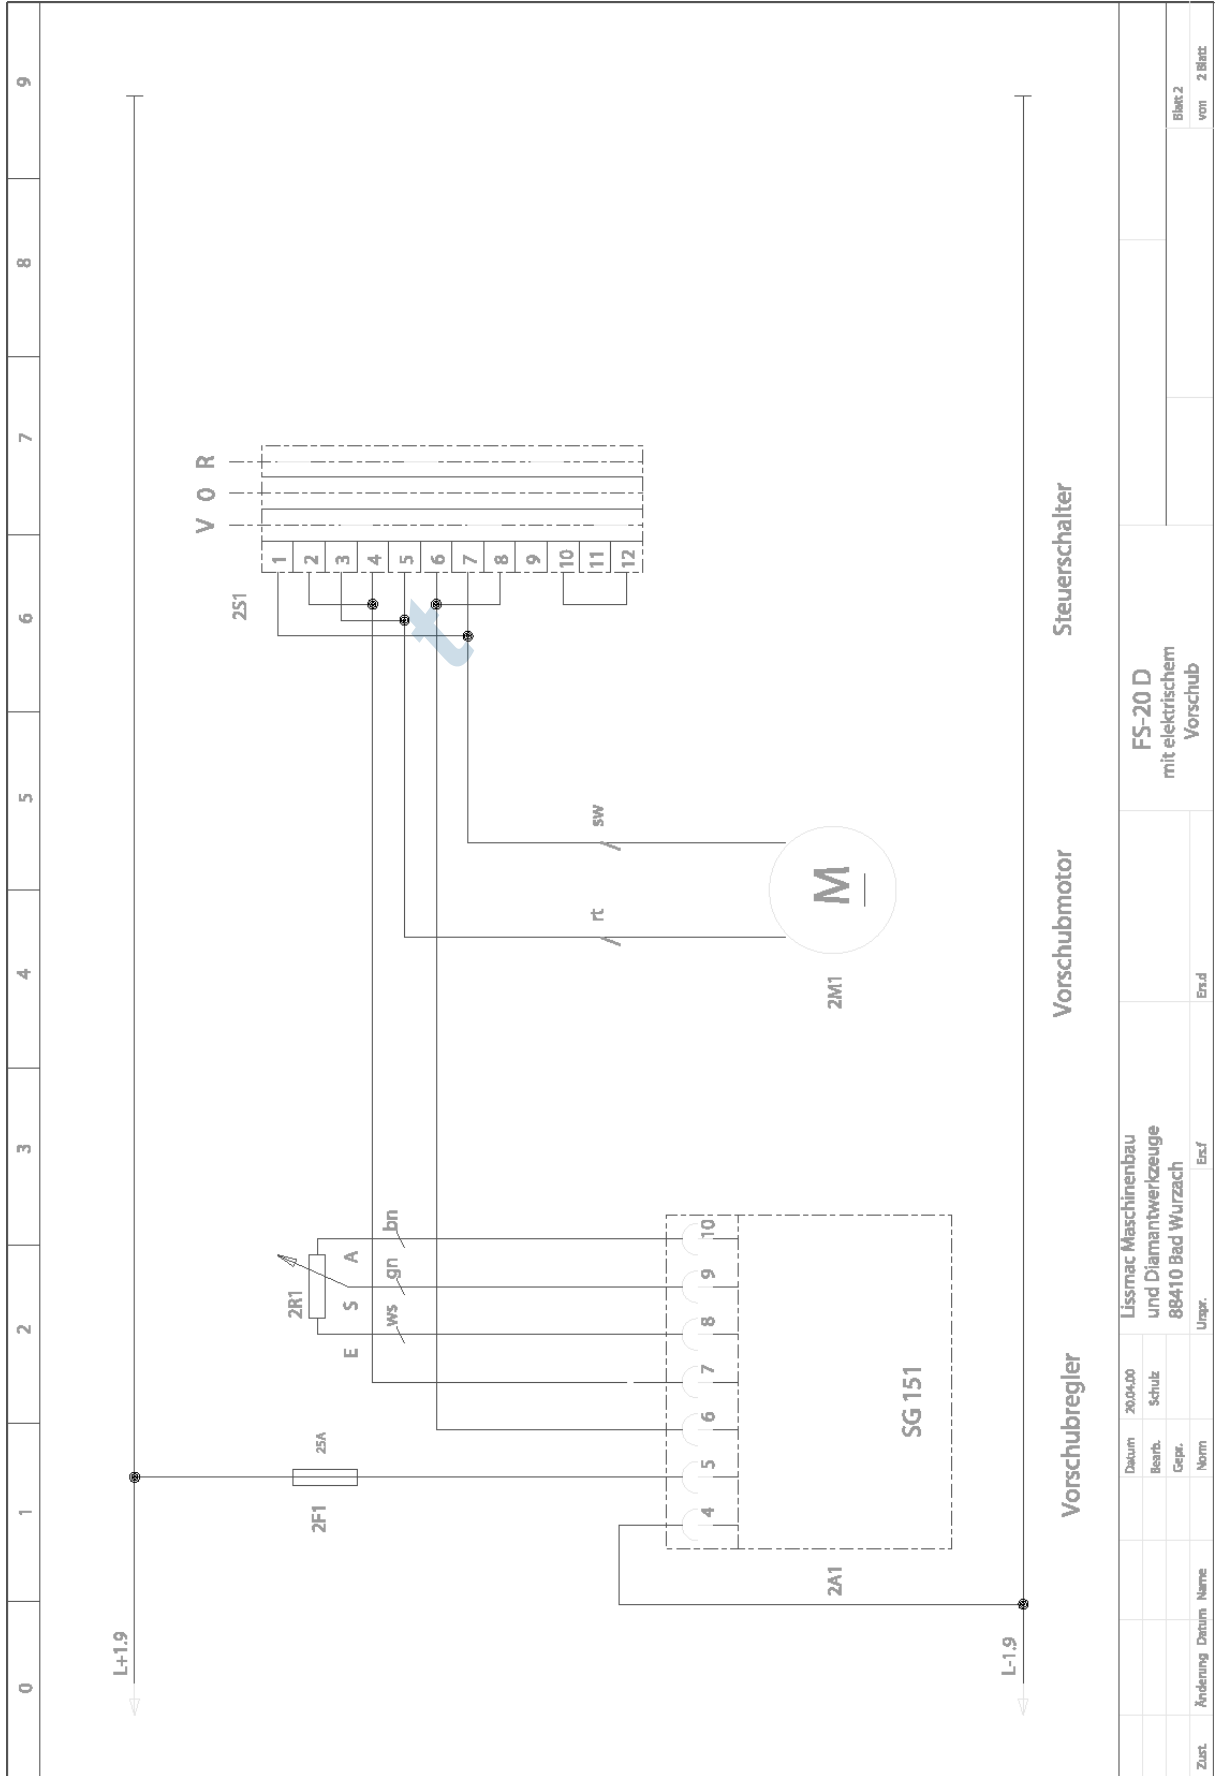 0 1 2 3 4 5 6 7 8 9
L+1.9
V O R
2S1
1 2 3 4 5 6 7 8 9 10 11 12
2F1
25A
2R1
E S A
ws gn bn
rt sw
4 5 6 7 8 9 10
SG 151
2A1
2M1
M
t
L-1.9
Vorschubregler
Vorschubmotor
Steuerschalter
Datum 20.04.00
Bearb. Schulz
Gepr.
Norm
Zust. Änderung Datum Name
Lissmac Maschinenbau
und Diamantwerkzeuge
88410 Bad Wurzach
Urspr. Ers.f Ers.d
FS-20 D
mit elektrischem
Vorschub
Blatt 2
von 2 Blatt